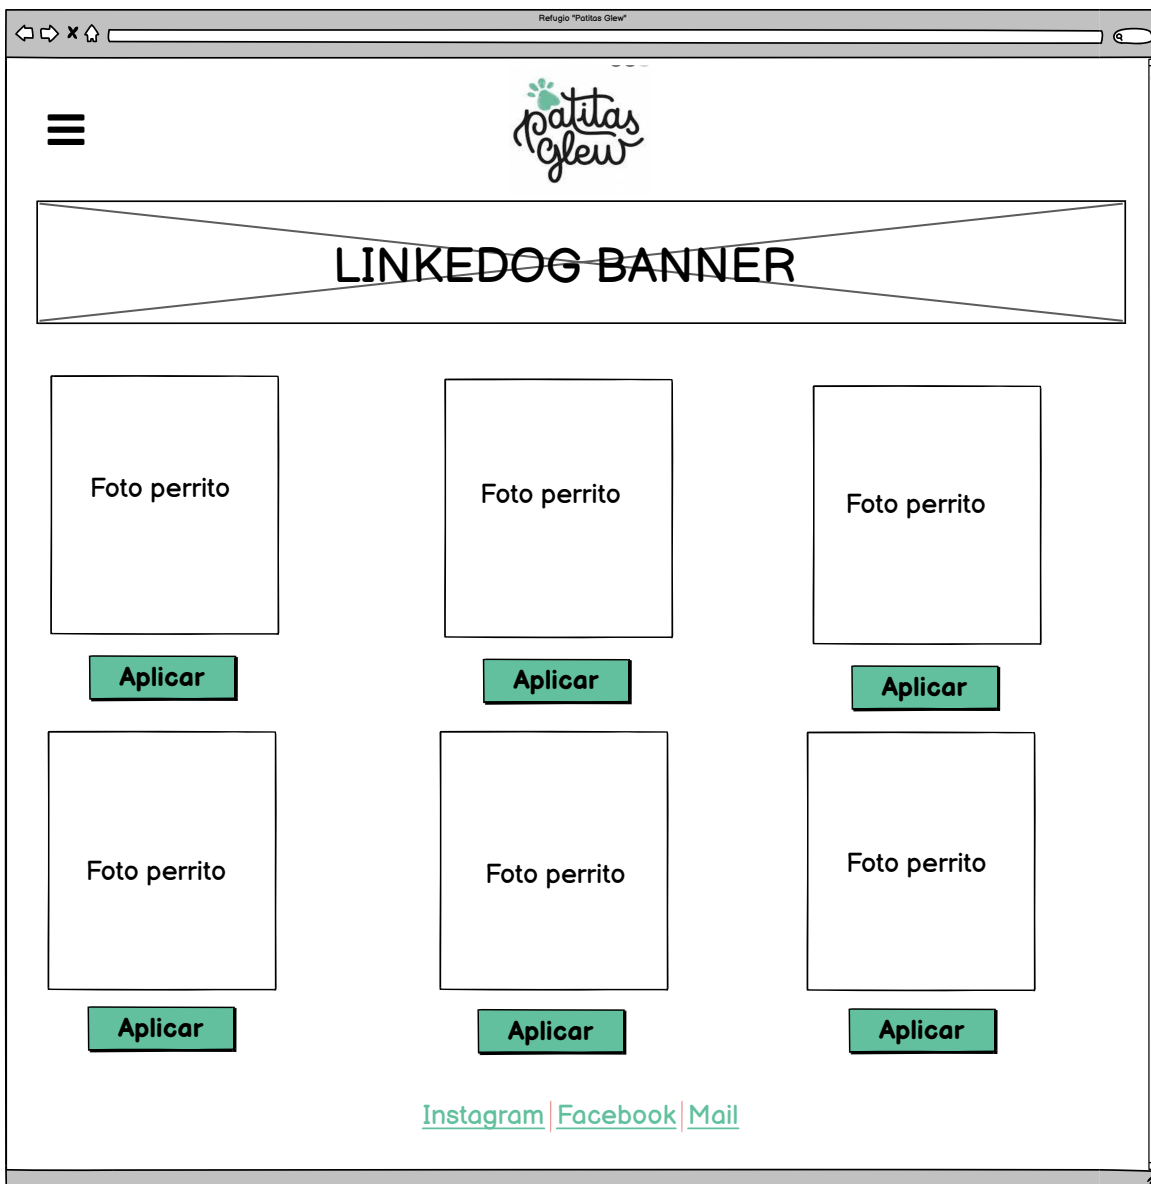 Refugio "Patitas Glew"
patitas
glew
LINKEDOG BANNER
Foto perrito
Foto perrito
Foto perrito
Aplicar
Aplicar
Aplicar
Foto perrito
Foto perrito
Foto perrito
Aplicar
Aplicar
Aplicar
Instagram Facebook Mail